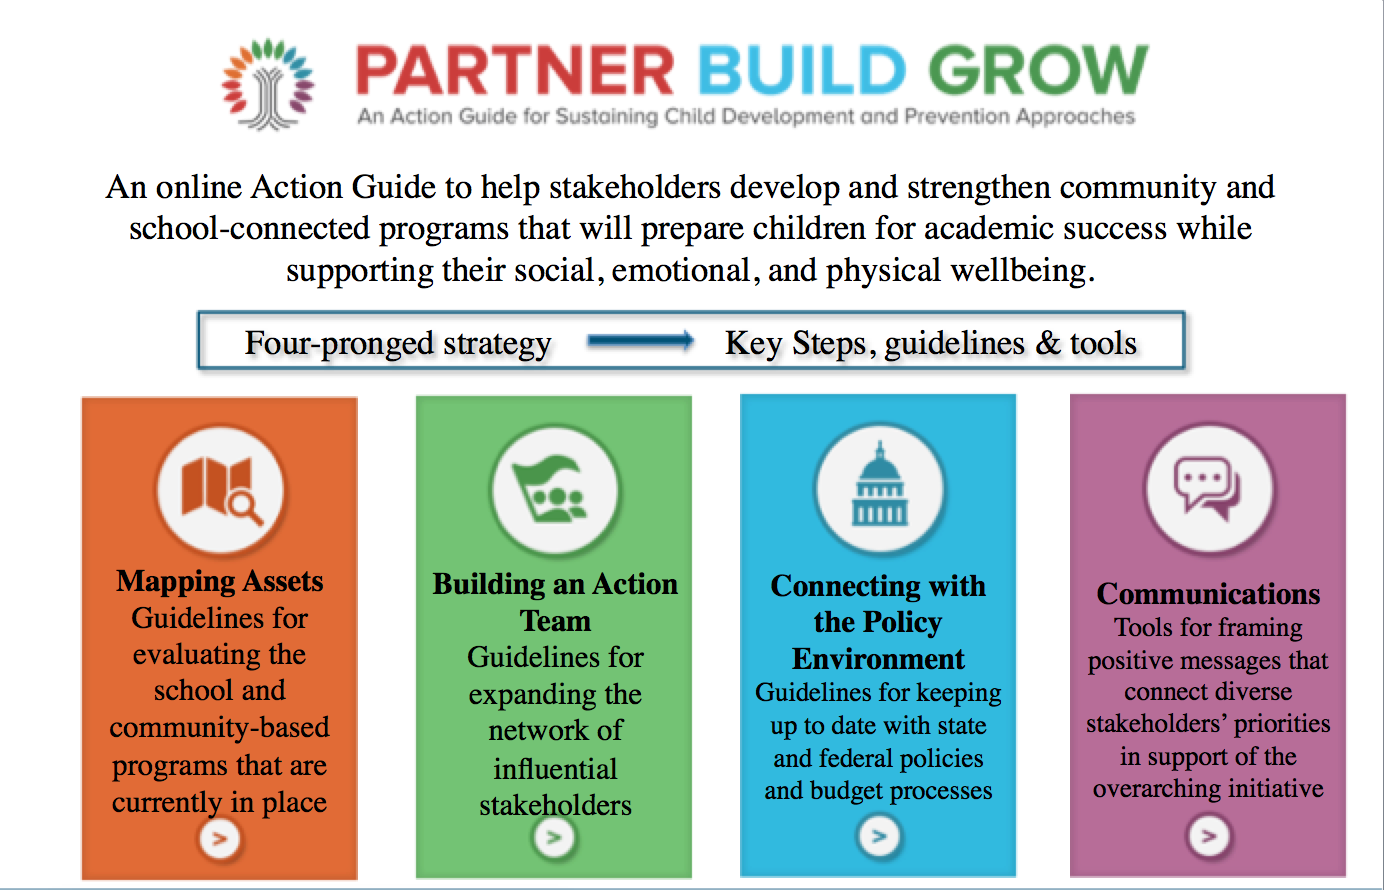 PARTNER BUILD GROW
An Action Guide for Sustaining Child Development and Prevention Approaches
An online Action Guide to help stakeholders develop and strengthen community and
school-connected programs that will prepare children for academic success while
supporting their social, emotional, and physical wellbeing.
Four-pronged strategy Key Steps, guidelines & tools
Mapping Assets
Guidelines for
evaluating the
school and
community-based
programs that are
currently in place
>
Building an Action
Team
Guidelines for
expanding the
network of
influential
stakeholders
>
Connecting with
the Policy
Environment
Guidelines for keeping
up to date with state
and federal policies
and budget processes
>
Communications
Tools for framing
positive messages that
connect diverse
stakeholders’ priorities
in support of the
overarching initiative
>